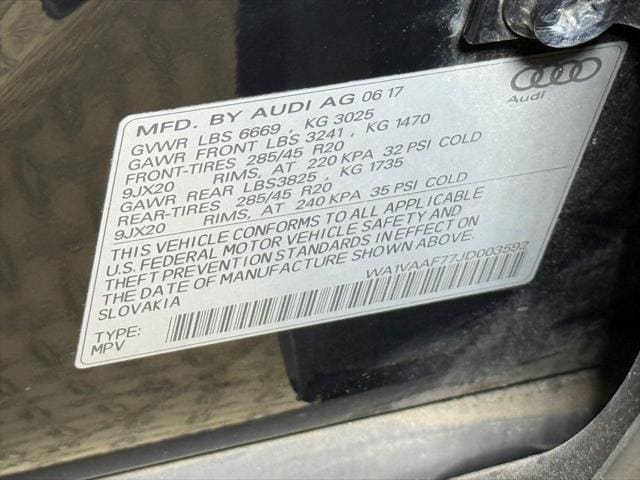 MFD. BY AUDI AG 06 17
Audi
GVWR LBS 6669 , KG 3025
GAWR FRONT LBS 3241 , KG 1470
FRONT-TIRES 285/45 R20
9JX20 RIMS, AT 220 KPA 32 PSI COLD
GAWR REAR LBS3825 , KG 1735
REAR-TIRES 285/45 R20
9JX20 RIMS, AT 240 KPA 35 PSI COLD
THIS VEHICLE CONFORMS TO ALL APPLICABLE
U.S. FEDERAL MOTOR VEHICLE SAFETY AND
THEFT PREVENTION STANDARDS IN EFFECT ON
THE DATE OF MANUFACTURE SHOWN ABOVE.
SLOVAKIA
WA1VAAF77JD003592
TYPE:
MPV